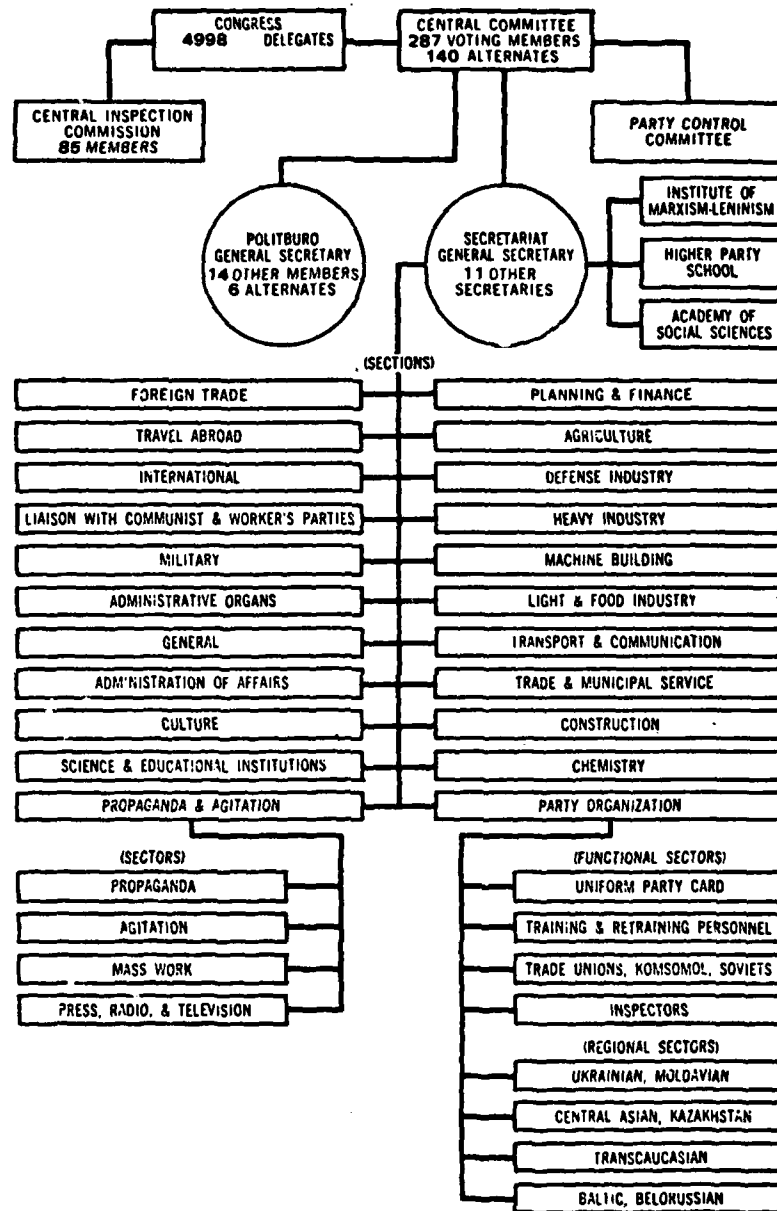 CONGRESS
4998 DELEGATES
CENTRAL COMMITTEE
287 VOTING MEMBERS
140 ALTERNATES
CENTRAL INSPECTION
COMMISSION
85 MEMBERS
PARTY CONTROL
COMMITTEE
POLITBURO
GENERAL SECRETARY
14 OTHER MEMBERS
6 ALTERNATES
SECRETARIAT
GENERAL SECRETARY
11 OTHER
SECRETARIES
INSTITUTE OF
MARXISM-LENINISM
HIGHER PARTY
SCHOOL
ACADEMY OF
SOCIAL SCIENCES
(SECTIONS)
FOREIGN TRADE
PLANNING & FINANCE
TRAVEL ABROAD
AGRICULTURE
INTERNATIONAL
DEFENSE INDUSTRY
LIAISON WITH COMMUNIST & WORKER'S PARTIES
HEAVY INDUSTRY
MILITARY
MACHINE BUILDING
ADMINISTRATIVE ORGANS
LIGHT & FOOD INDUSTRY
GENERAL
TRANSPORT & COMMUNICATION
ADMINISTRATION OF AFFAIRS
TRADE & MUNICIPAL SERVICE
CULTURE
CONSTRUCTION
SCIENCE & EDUCATIONAL INSTITUTIONS
CHEMISTRY
PROPAGANDA & AGITATION
PARTY ORGANIZATION
(SECTORS)
PROPAGANDA
AGITATION
MASS WORK
PRESS, RADIO, & TELEVISION
(FUNCTIONAL SECTORS)
UNIFORM PARTY CARD
TRAINING & RETRAINING PERSONNEL
TRADE UNIONS, KOMSOMOL, SOVIETS
INSPECTORS
(REGIONAL SECTORS)
UKRAINIAN, MOLDAVIAN
CENTRAL ASIAN, KAZAKHSTAN
TRANSCAUCASIAN
BALTIC, BELORUSSIAN